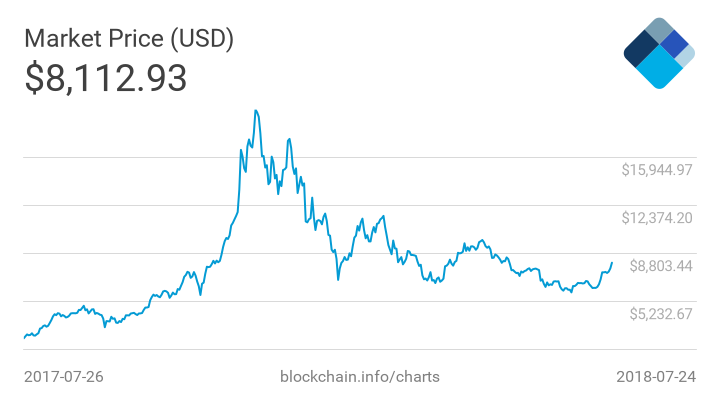 Market Price (USD)
$8,112.93
$15,944.97
$12,374.20
$8,803.44
$5,232.67
2017-07-26 blockchain.info/charts 2018-07-24